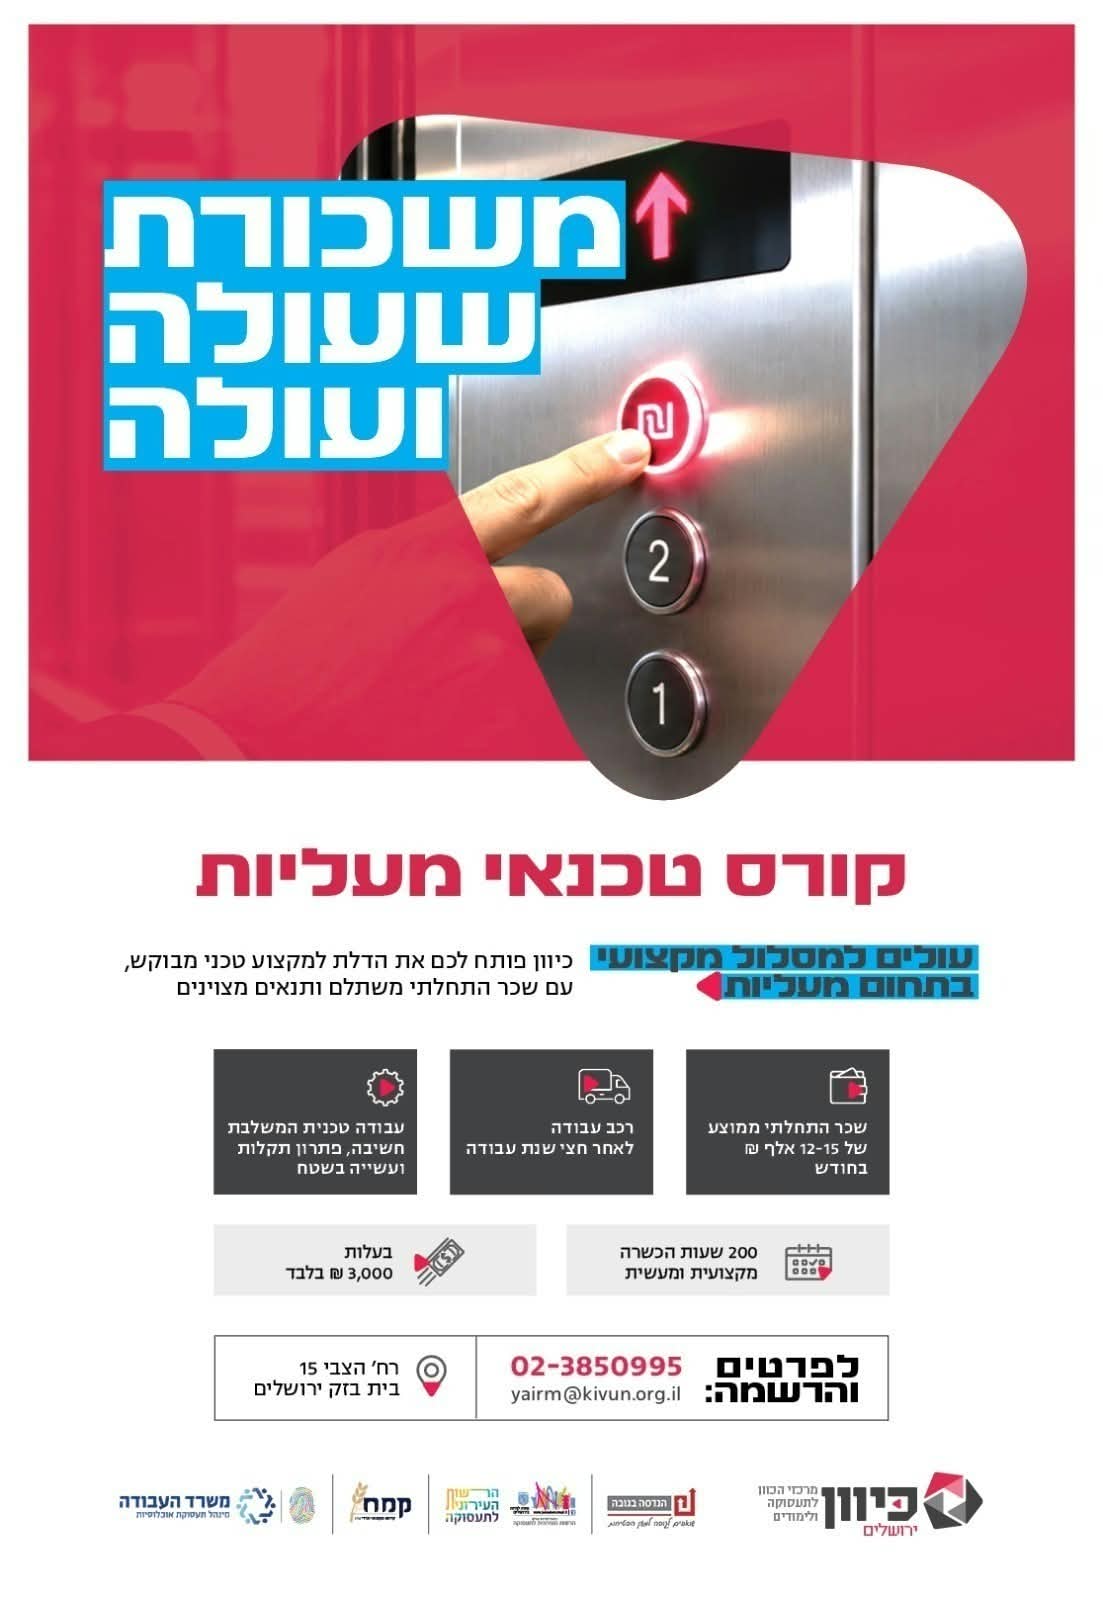 משכורת
שעולה
ועולה
₪
2
1
קורס טכנאי מעליות
עולים למסלול מקצועי
בתחום מעליות
כיוון פותח לכם את הדלת למקצוע טכני מבוקש,
עם שכר התחלתי משתלם ותנאים מצוינים
שכר התחלתי ממוצע
של 12-15 אלף ₪
בחודש
רכב עבודה
לאחר חצי שנת עבודה
עבודה טכנית המשלבת
חשיבה, פתרון תקלות
ועשייה בשטח
200 שעות הכשרה
מקצועית ומעשית
בעלות
3,000 ₪ בלבד
לפרטים
והרשמה:
02-3850995
yairm@kivun.org.il
רח' הצבי 15
בית בזק ירושלים
כיוון
ירושלים
מרכזי הכוון
לתעסוקה
ולימודים
הנדסה בגובה
הרשות
העירונית
לתעסוקה
קמח
משרד העבודה
מינהל תעסוקת אוכלוסיות